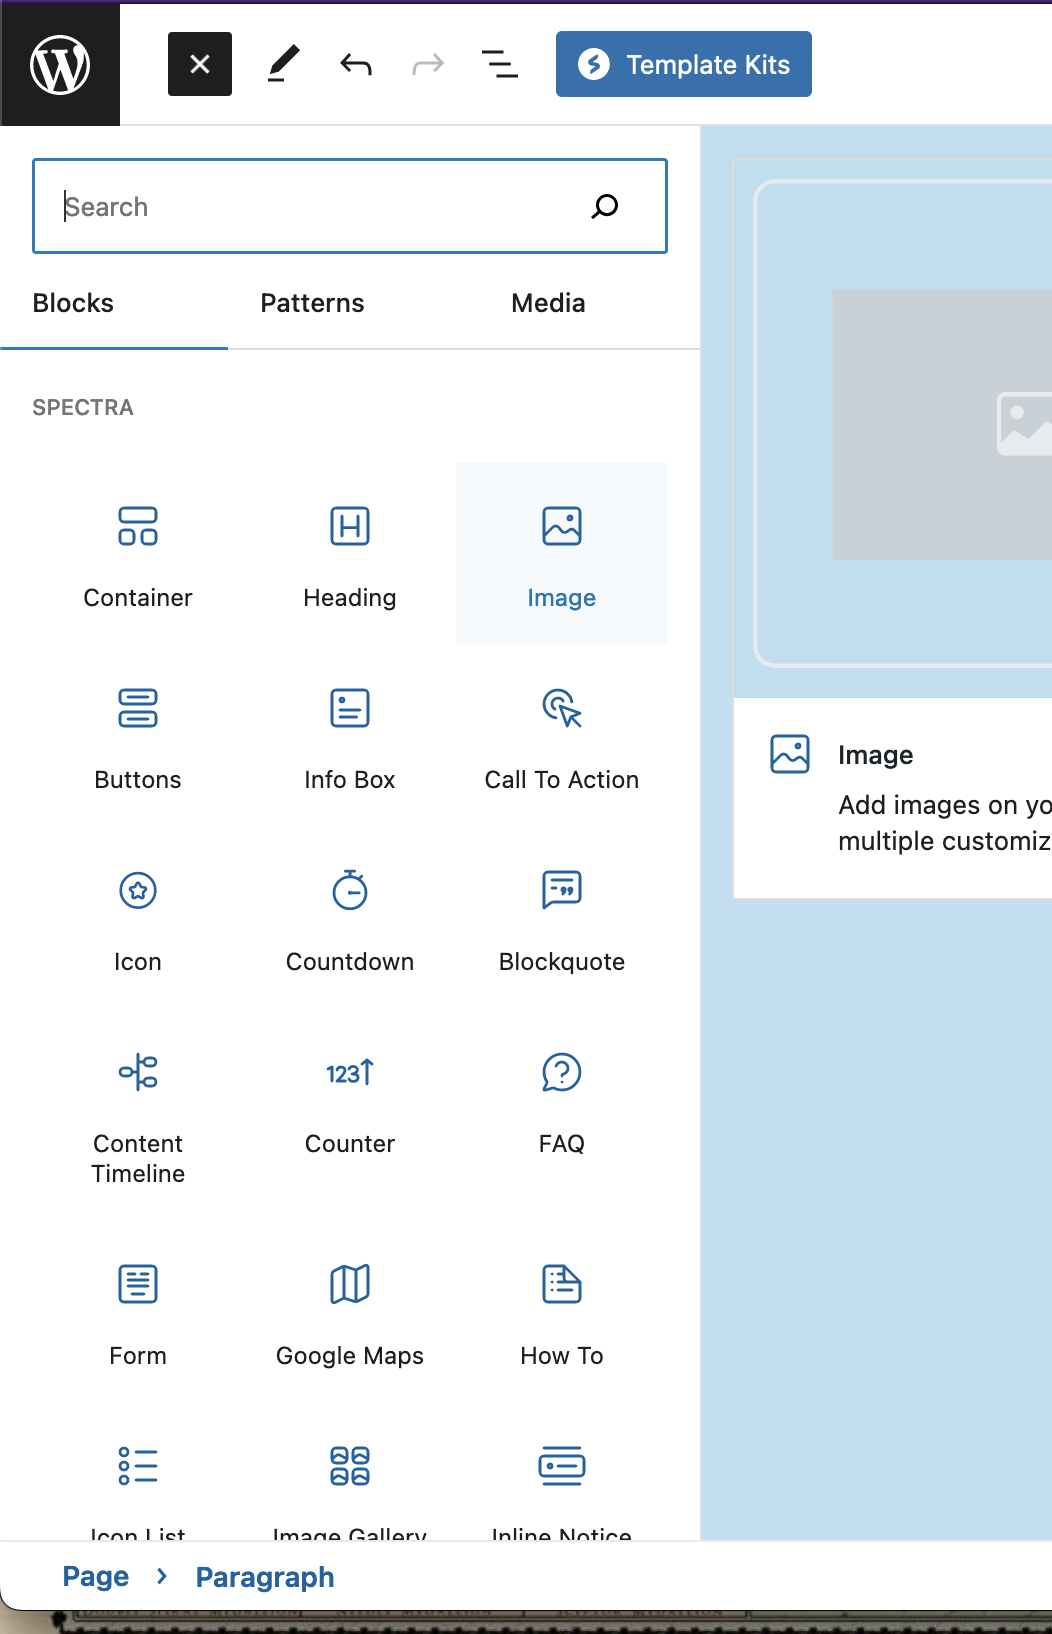 Template Kits
Search
Blocks
Patterns
Media
SPECTRA
Container
Heading
Image
Buttons
Info Box
Call To Action
Icon
Countdown
Blockquote
Content
Timeline
Counter
FAQ
Form
Google Maps
How To
Icon List
Image Gallery
Inline Notice
Image
Add images on yo
multiple customiz
Page › Paragraph